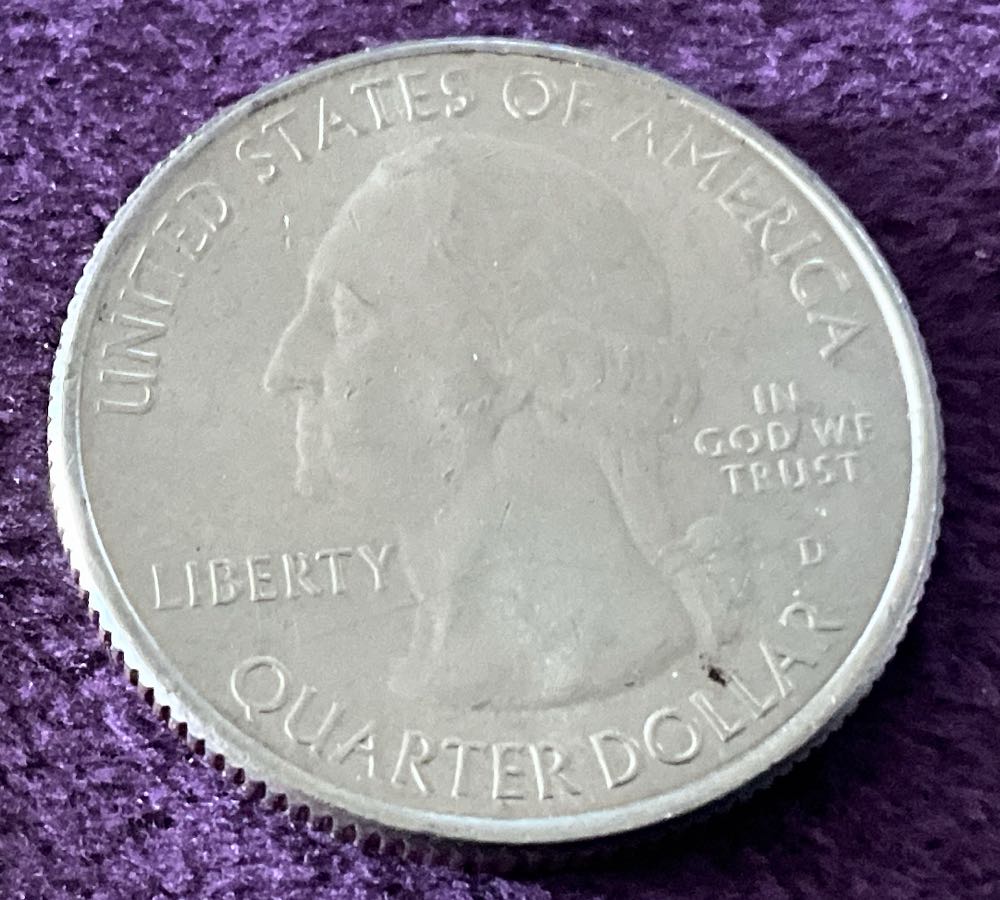 UNITED STATES OF AMERICA
LIBERTY
IN
GOD WE
TRUST
D
QUARTER DOLLAR